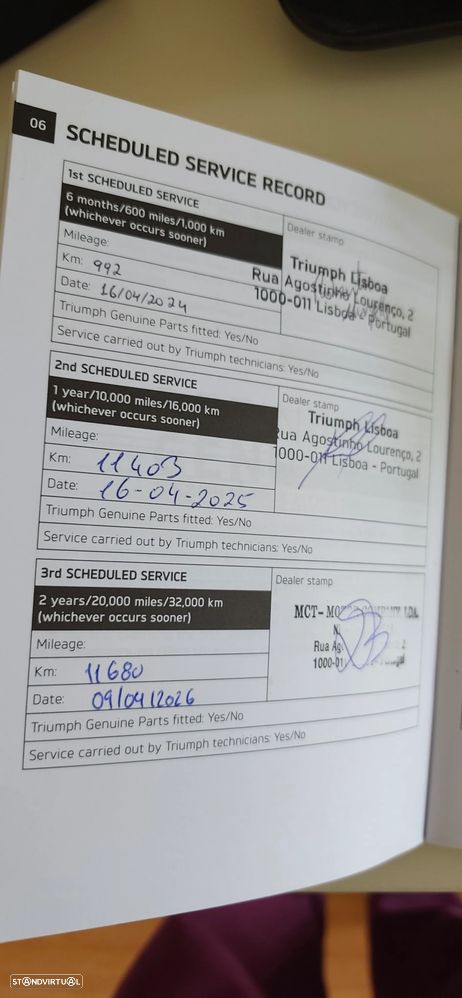 06
SCHEDULED SERVICE RECORD
1st SCHEDULED SERVICE
6 months/600 miles/1,000 km
(whichever occurs sooner)
Mileage:
Km: 992
Date: 16/04/2024
Triumph Genuine Parts fitted: Yes/No
Service carried out by Triumph technicians: Yes/No
Dealer stamp
Triumph Lisboa
Rua Agostinho Lourenço, 2
1000-011 Lisboa - Portugal
2nd SCHEDULED SERVICE
1 year/10,000 miles/16,000 km
(whichever occurs sooner)
Mileage:
Km: 11403
Date: 16-04-2025
Triumph Genuine Parts fitted: Yes/No
Service carried out by Triumph technicians: Yes/No
Dealer stamp
Triumph Lisboa
Rua Agostinho Lourenço, 2
1000-011 Lisboa - Portugal
3rd SCHEDULED SERVICE
2 years/20,000 miles/32,000 km
(whichever occurs sooner)
Mileage:
Km: 11680
Date: 09/04/2026
Triumph Genuine Parts fitted: Yes/No
Service carried out by Triumph technicians: Yes/No
Dealer stamp
MCT- COMPANY, LDA.
Rua 2
STANDVIRTUAL